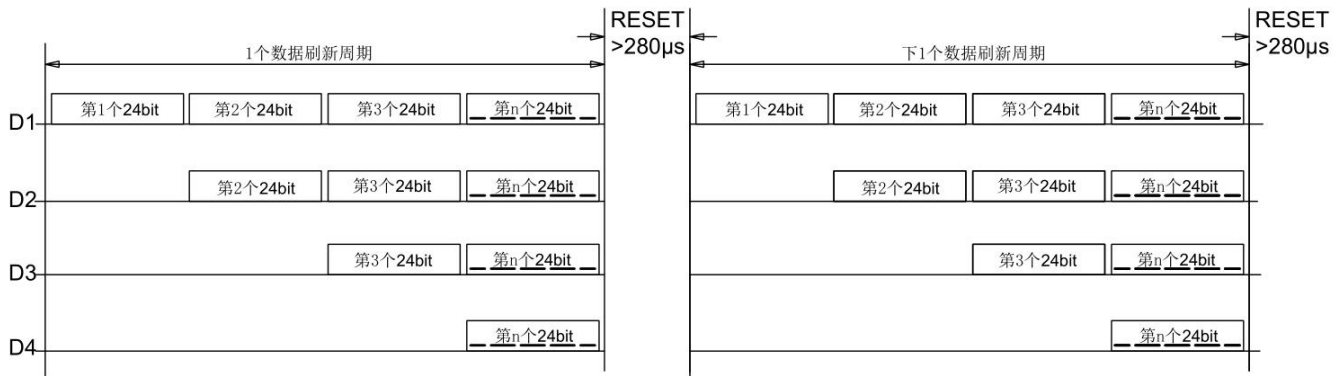 RESET
>280μs
RESET
>280μs
1个数据刷新周期
下1个数据刷新周期
D1 第1个24bit 第2个24bit 第3个24bit 第n个24bit 第1个24bit 第2个24bit 第3个24bit 第n个24bit
D2 第2个24bit 第3个24bit 第n个24bit 第2个24bit 第3个24bit 第n个24bit
D3 第3个24bit 第n个24bit 第3个24bit 第n个24bit
D4 第n个24bit 第n个24bit